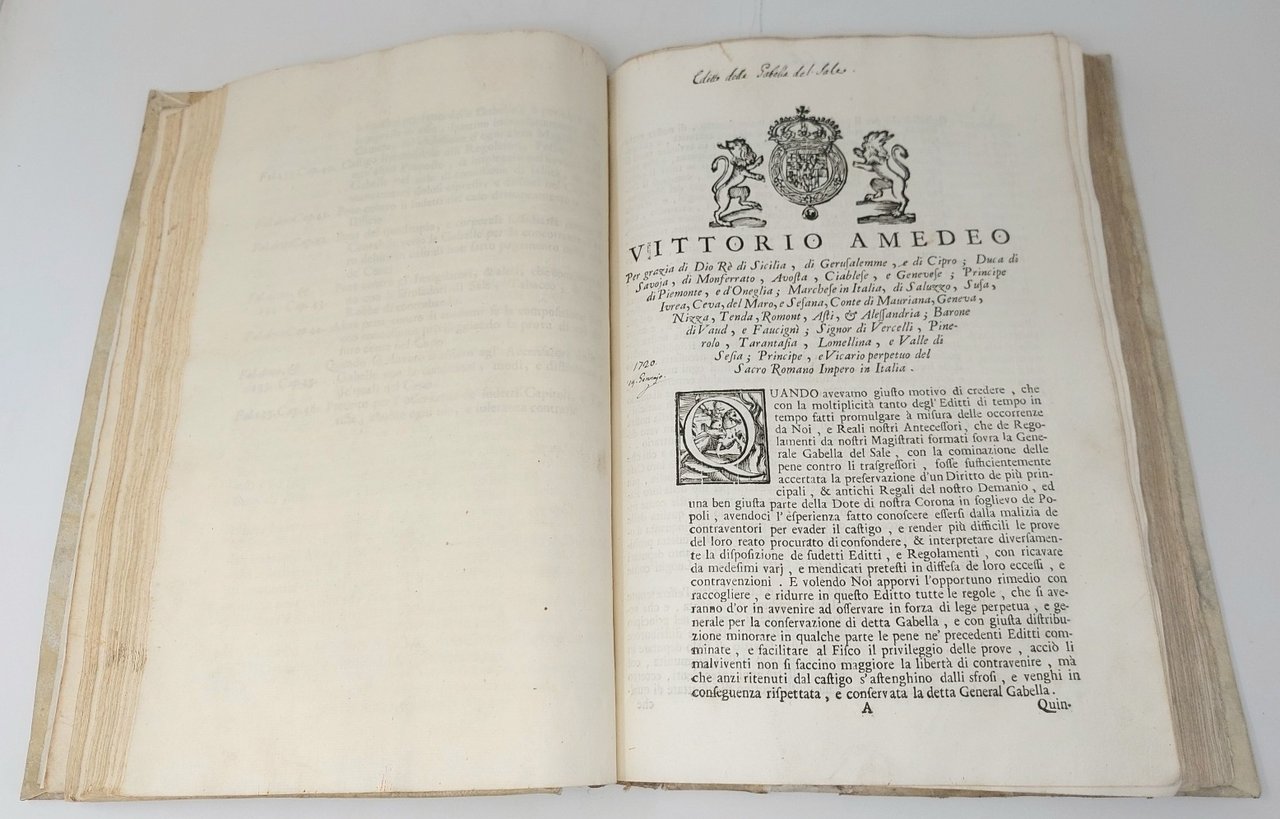 Editto della Gabella del Sale.
VITTORIO AMEDEO
Per grazia di Dio Rè di Sicilia, di Geruſalemme, e di Cipro; Duca di
Savoja, di Monferrato, Avoſta, Ciableſe, e Geneveſe; Principe
di Piemonte, e d'Oneglia; Marcheſe in Italia, di Saluzzo, Suſa,
Ivrea, Ceva, del Maro, e Seſana, Conte di Mauriana, Geneva,
Nizza, Tenda, Romont, Aſti, & Aleſſandria; Barone
di Vaud, e Faucignì; Signor di Vercelli, Pine-
rolo, Tarantaſia, Lomellina, e Valle di
Seſia; Principe, e Vicario perpetuo del
Sacro Romano Impero in Italia.
1720.
19. Gennajo.
QUANDO avevamo giuſto motivo di credere, che
con la moltiplicità tanto degl' Editti di tempo in
tempo fatti promulgare à miſura delle occorrenze
da Noi, e Reali noſtri Anteceſſori, che de Rego-
lamenti da noſtri Magiſtrati formati ſovra la Gene-
rale Gabella del Sale, con la cominazione delle
pene contro li traſgreſſori, foſſe ſufficientemente
accertata la preſervazione d'un Diritto de più prin-
cipali, & antichi Regali del noſtro Demanio, ed
una ben giuſta parte della Dote di noſtra Corona in ſoglievo de Po-
poli, avendoci l'eſperienza fatto conoſcere eſſerſi dalla malizia de
contraventori per evader il caſtigo, e render più difficili le prove
del loro reato procurato di confondere, & interpretare diverſamen-
te la diſpoſizione de ſudetti Editti, e Regolamenti, con ricavare
da medeſimi varj, e mendicati preteſti in diffeſa de loro ecceſſi, e
contravenzioni. E volendo Noi apporvi l'opportuno rimedio con
raccogliere, e ridurre in queſto Editto tutte le regole, che ſi ave-
ranno d'or in avvenire ad oſſervare in forza di lege perpetua, e ge-
nerale per la conſervazione di detta Gabella, e con giuſta diſtribu-
zione minorare in qualche parte le pene ne' precedenti Editti com-
minate, e facilitare al Fiſco il privileggio delle prove, acciò li
malviventi non ſi faccino maggiore la libertà di contravenire, mà
che anzi ritenuti dal caſtigo s'aſtenghino dalli sfroſi, e venghi in
conſeguenza riſpettata, e conſervata la detta General Gabella.
A
Quin-